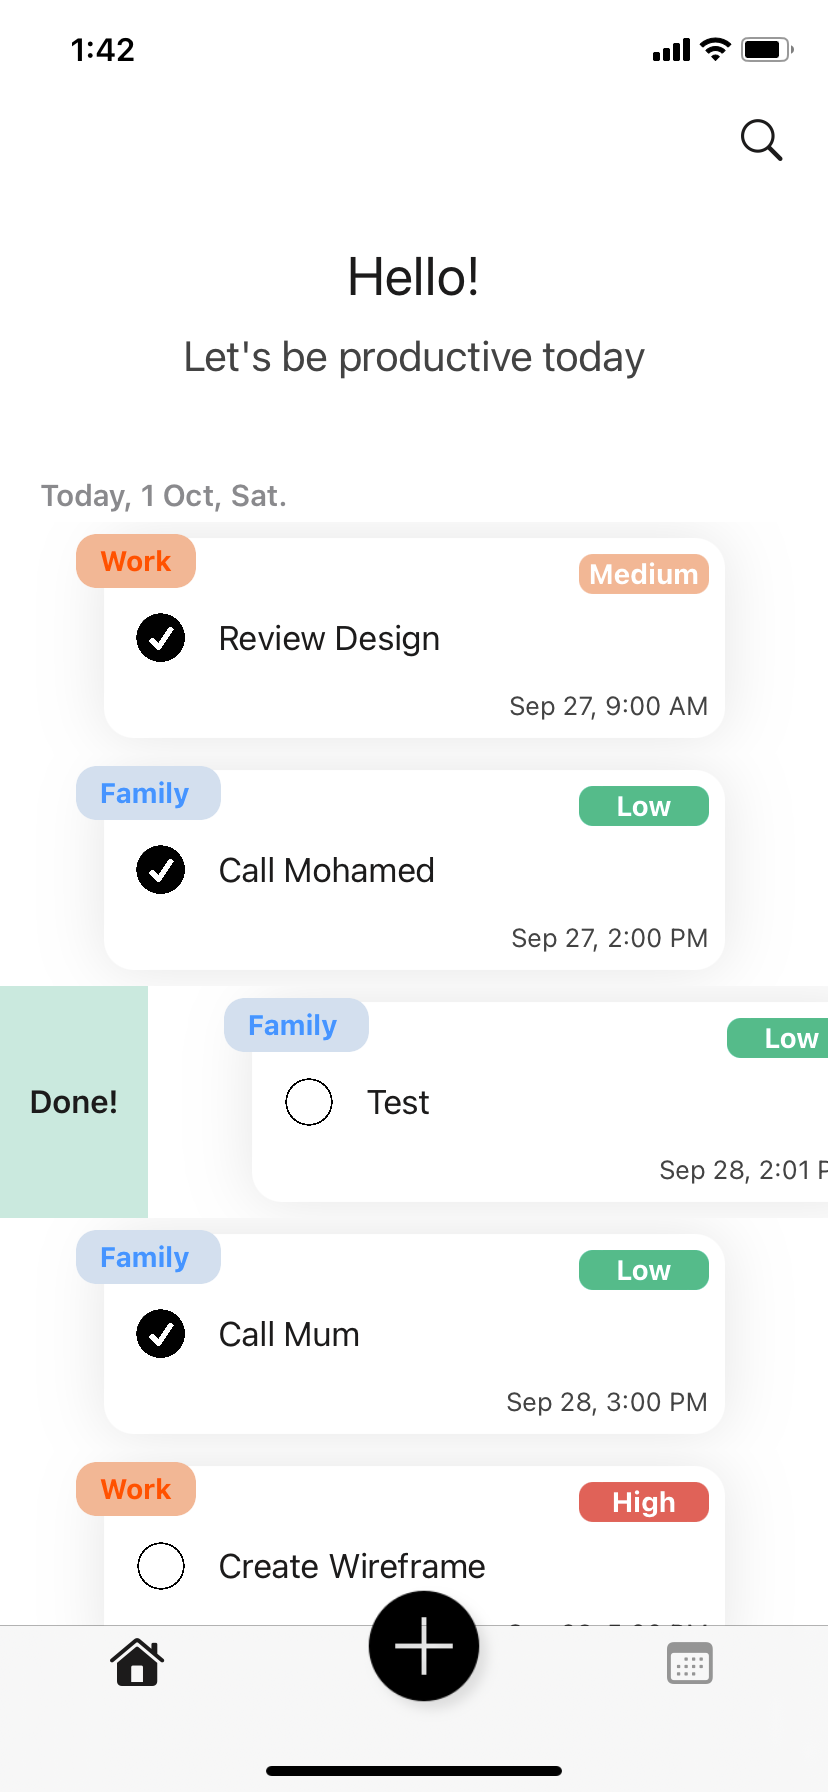 1:42
Hello!
Let's be productive today
Today, 1 Oct, Sat.
Work
Medium
Review Design
Sep 27, 9:00 AM
Family
Low
Call Mohamed
Sep 27, 2:00 PM
Done!
Family
Low
Test
Sep 28, 2:01
Family
Low
Call Mum
Sep 28, 3:00 PM
Work
High
Create Wireframe